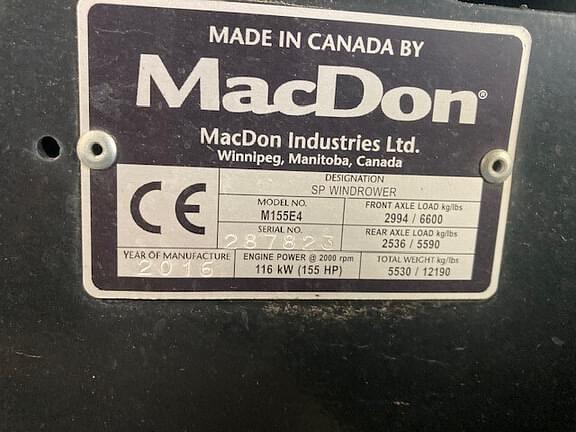 MADE IN CANADA BY
MacDon®
MacDon Industries Ltd.
Winnipeg, Manitoba, Canada
CE
DESIGNATION
SP WINDROWER
MODEL NO.
M155E4
FRONT AXLE LOAD kg/lbs
2994 / 6600
SERIAL NO.
287823
REAR AXLE LOAD kg/lbs
2536 / 5590
YEAR OF MANUFACTURE
2016
ENGINE POWER @ 2000 rpm
116 kW (155 HP)
TOTAL WEIGHT kg/lbs
5530 / 12190